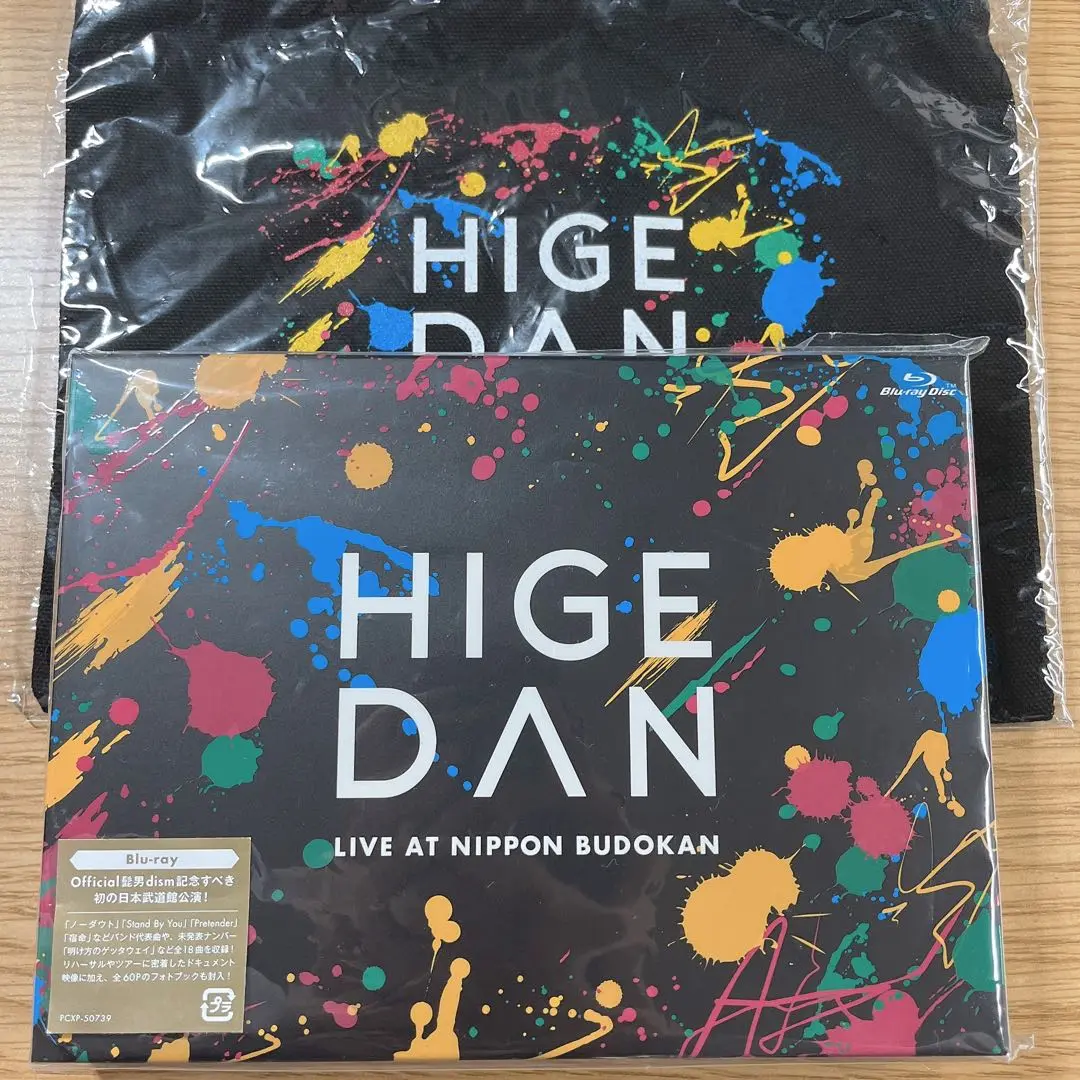 HIGE
DAN
Blu-ray Disc™
HIGE
DAN
LIVE AT NIPPON BUDOKAN
Blu-ray
Official髭男dism記念すべき
初の日本武道館公演!
「ノーダウト」「Stand By You」「Pretender」
「宿命」などバンド代表曲や、未発表ナンバー
「明け方のゲッタウェイ」など全18曲を収録!
リハーサルやツアーに密着したドキュメント
映像に加え、全60Pのフォトブックも封入!
プラ
PCXP-50739